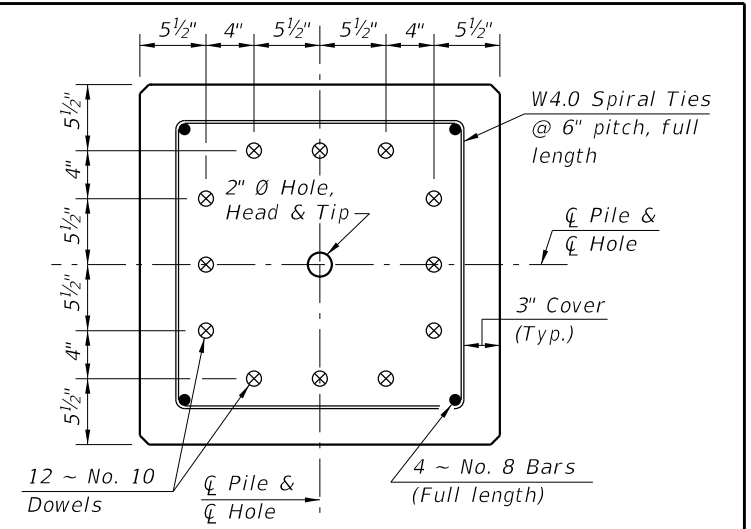 5½" 4" 5½" 5½" 4" 5½"
5½"
4"
5½"
5½"
4"
5½"
W4.0 Spiral Ties
@ 6" pitch, full
length
2" Ø Hole,
Head & Tip
℄ Pile &
℄ Hole
3" Cover
(Typ.)
12 ~ No. 10
Dowels
℄ Pile &
℄ Hole
4 ~ No. 8 Bars
(Full length)